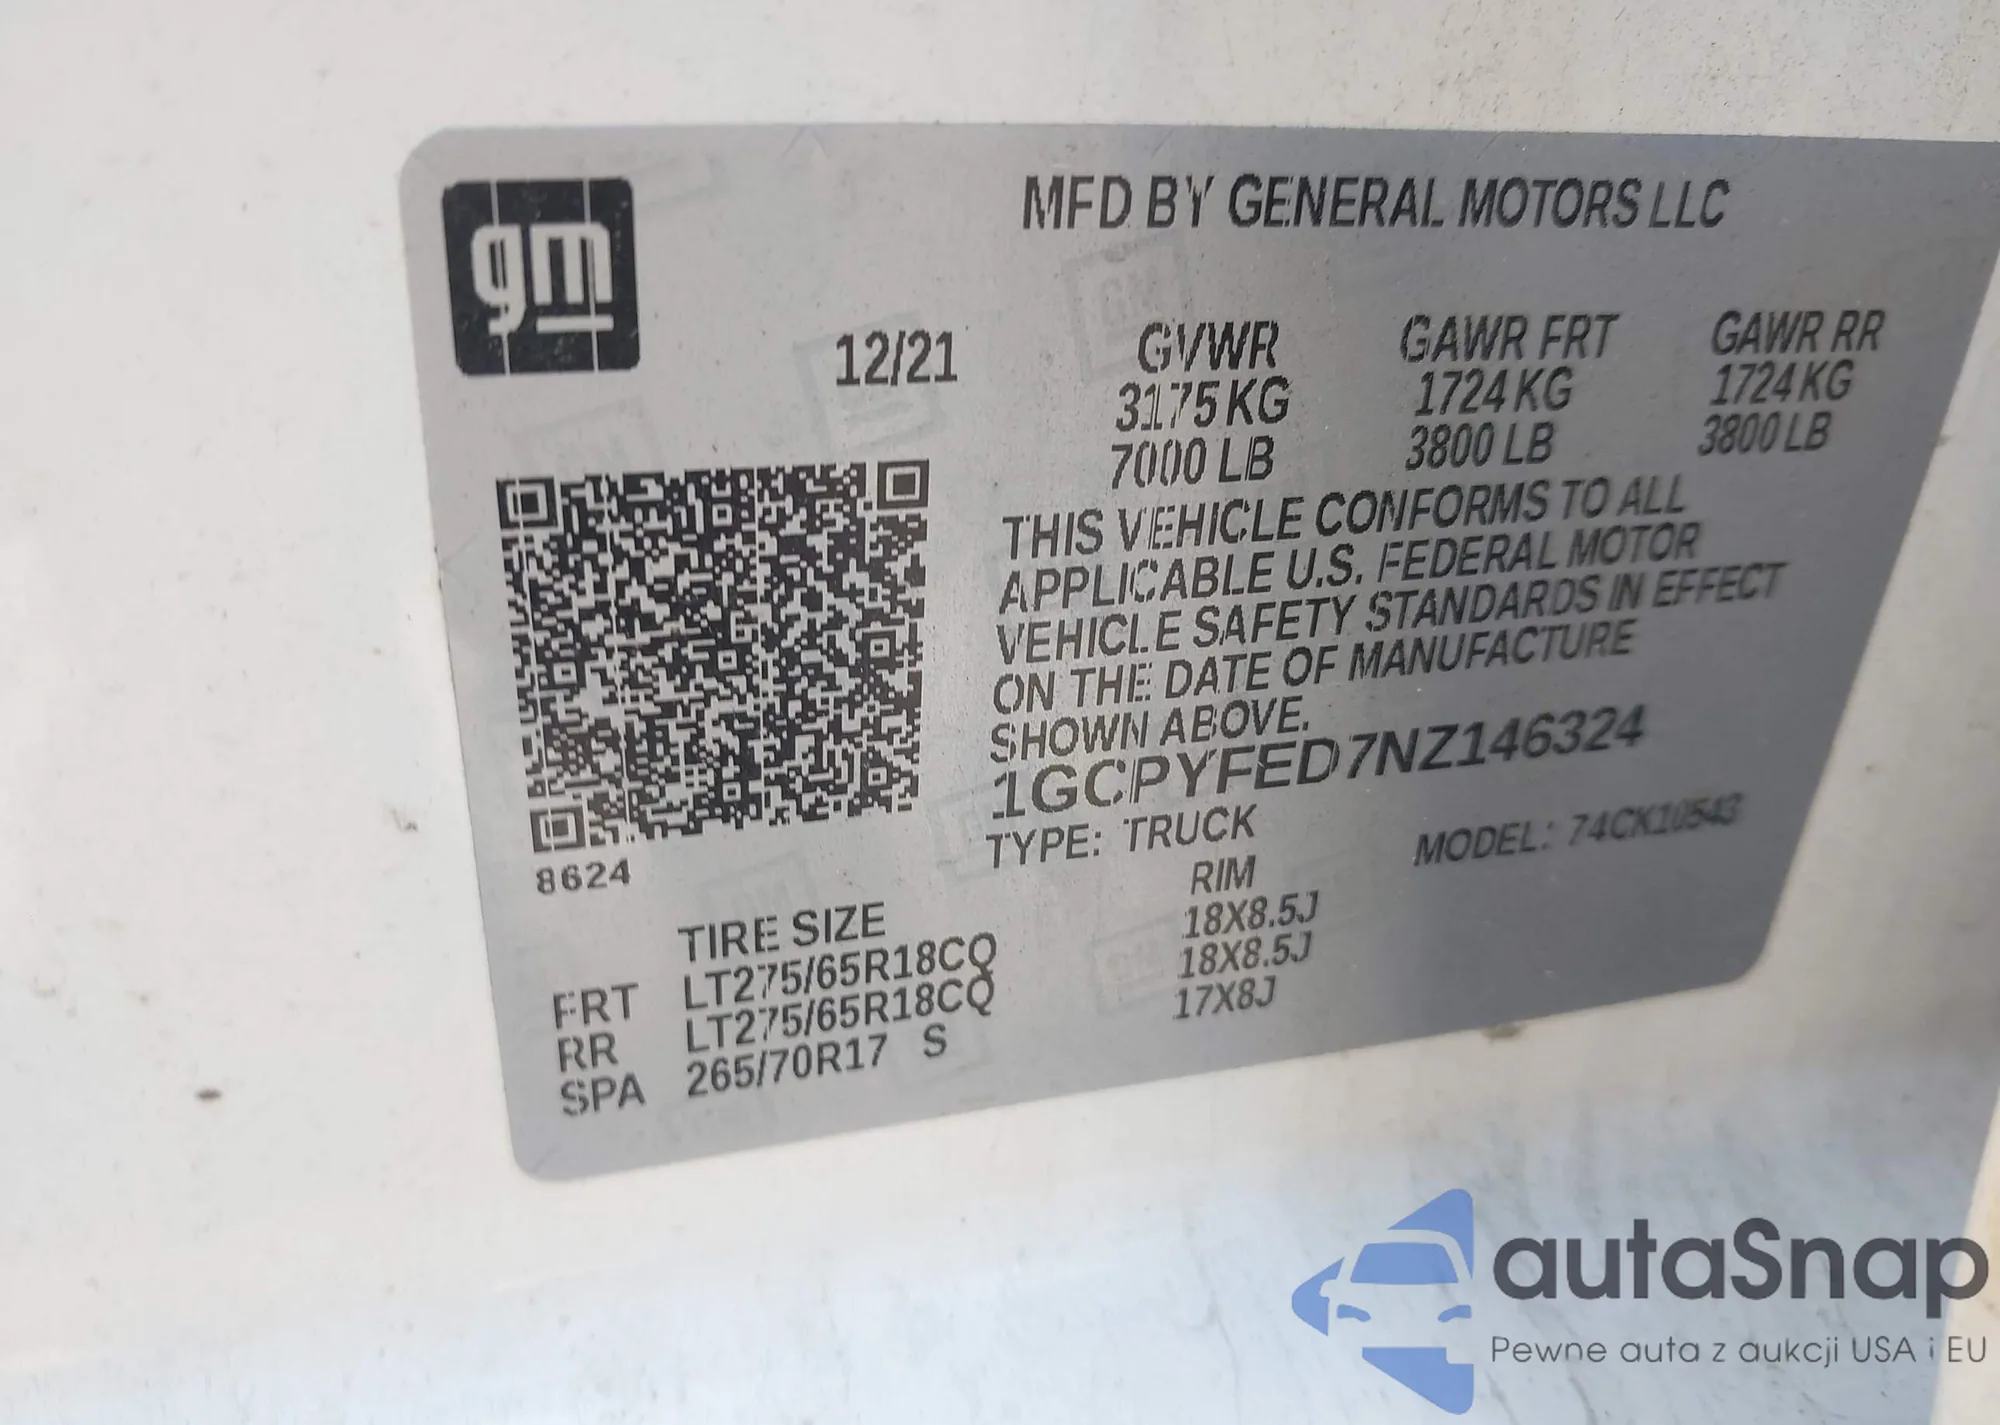 gm
MFD BY GENERAL MOTORS LLC
12/21
GVWR GAWR FRT GAWR RR
3175 KG 1724 KG 1724 KG
7000 LB 3800 LB 3800 LB
THIS VEHICLE CONFORMS TO ALL
APPLICABLE U.S. FEDERAL MOTOR
VEHICLE SAFETY STANDARDS IN EFFECT
ON THE DATE OF MANUFACTURE
SHOWN ABOVE.
1GCPYFED7NZ146324
TYPE: TRUCK MODEL: 74CK10543
8624
TIRE SIZE RIM
FRT LT275/65R18CQ 18X8.5J
RR LT275/65R18CQ 18X8.5J
SPA 265/70R17 S 17X8J
autaSnap
Pewne auta z aukcji USA i EU